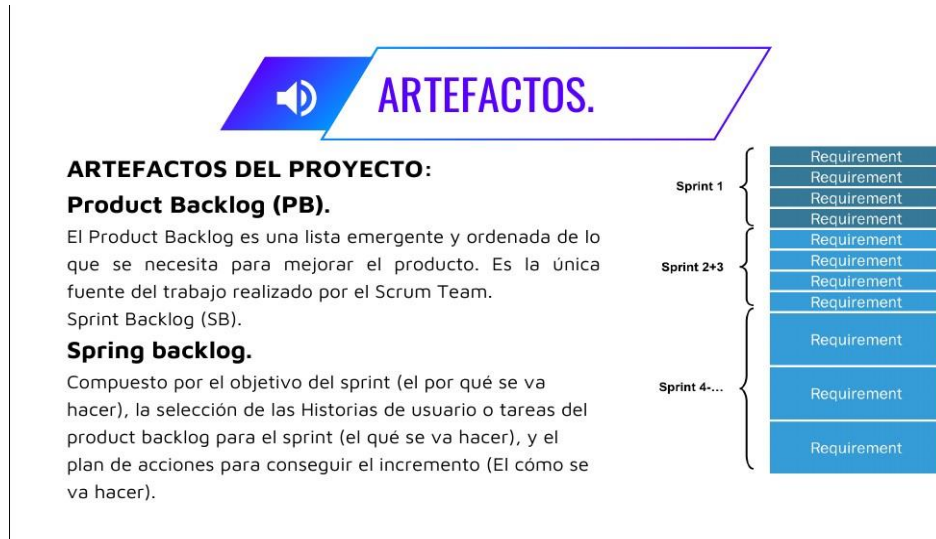 ARTEFACTOS.
ARTEFACTOS DEL PROYECTO:
Product Backlog (PB).
El Product Backlog es una lista emergente y ordenada de lo
que se necesita para mejorar el producto. Es la única
fuente del trabajo realizado por el Scrum Team.
Sprint Backlog (SB).
Spring backlog.
Compuesto por el objetivo del sprint (el por qué se va
hacer), la selección de las Historias de usuario o tareas del
product backlog para el sprint (el qué se va hacer), y el
plan de acciones para conseguir el incremento (El cómo se
va hacer).
Sprint 1
Requirement
Requirement
Requirement
Requirement
Sprint 2+3
Requirement
Requirement
Requirement
Requirement
Sprint 4-...
Requirement
Requirement
Requirement